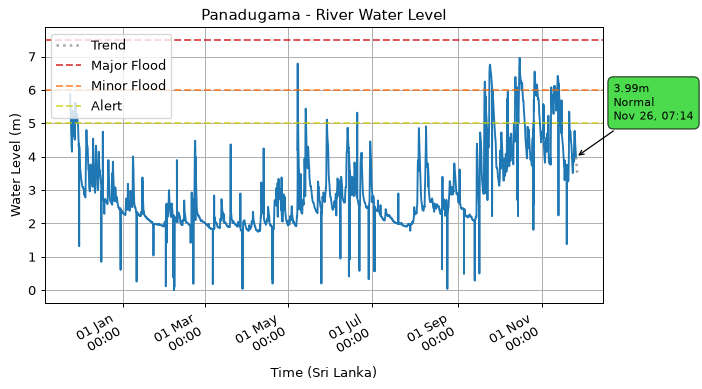 Panadugama - River Water Level
Trend
Major Flood
Minor Flood
Alert
3.99m
Normal
Nov 26, 07:14
Water Level (m)
7
6
5
4
3
2
1
0
01 Jan
00:00
01 Mar
00:00
01 May
00:00
01 Jul
00:00
01 Sep
00:00
01 Nov
00:00
Time (Sri Lanka)